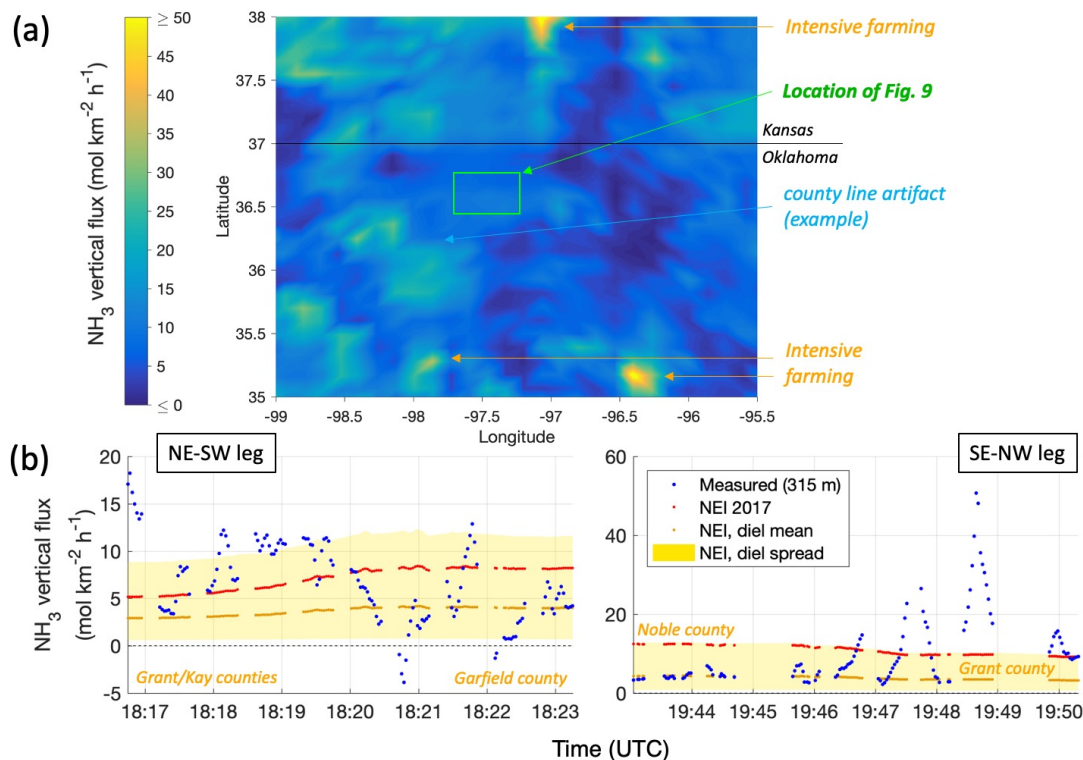 (a)
NH3 vertical flux (mol km-2 h-1)
≥ 50
45
40
35
30
25
20
15
10
5
≤ 0
Latitude
38
37.5
37
36.5
36
35.5
35
-99
-98.5
-98
-97.5
-97
-96.5
-96
-95.5
Longitude
Intensive farming
Location of Fig. 9
Kansas
Oklahoma
county line artifact
(example)
Intensive
farming
(b)
NE-SW leg
NH3 vertical flux
(mol km-2 h-1)
20
15
10
5
0
-5
Grant/Kay counties
Garfield county
18:17
18:18
18:19
18:20
18:21
18:22
18:23
SE-NW leg
60
40
20
0
Measured (315 m)
NEI 2017
NEI, diel mean
NEI, diel spread
Noble county
Grant county
19:44
19:45
19:46
19:47
19:48
19:49
19:50
Time (UTC)